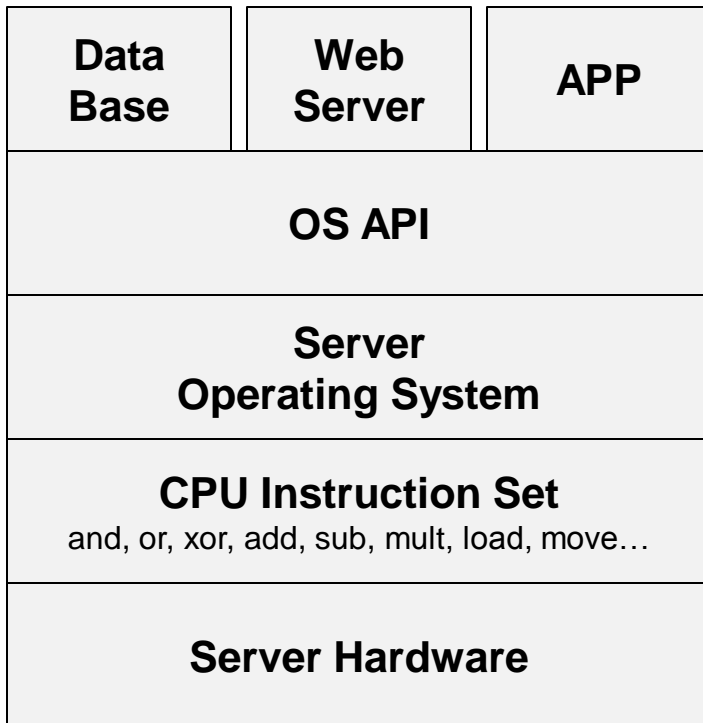 Data
Base
Web
Server
APP
OS API
Server
Operating System
CPU Instruction Set
and, or, xor, add, sub, mult, load, move…
Server Hardware